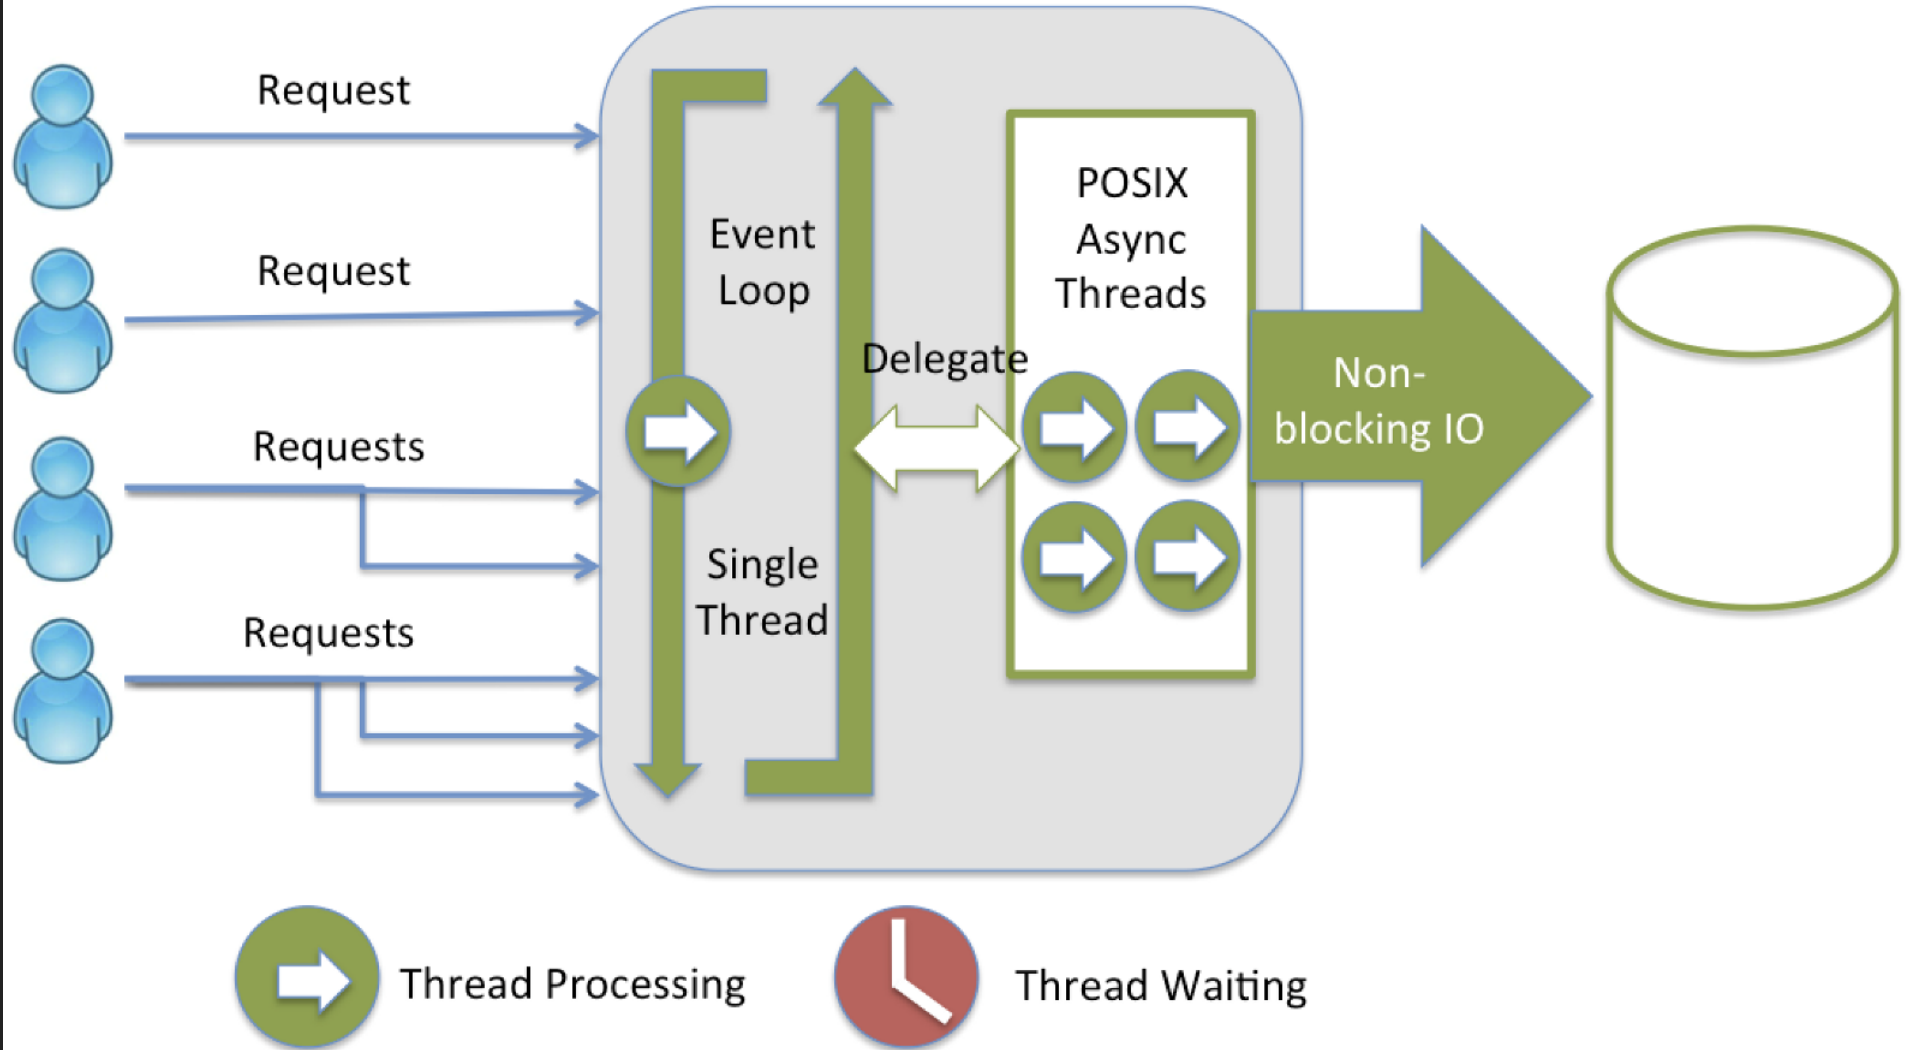 Request
Request
Requests
Requests
Event
Loop
Single
Thread
Delegate
POSIX
Async
Threads
Non-
blocking IO
Thread Processing
Thread Waiting